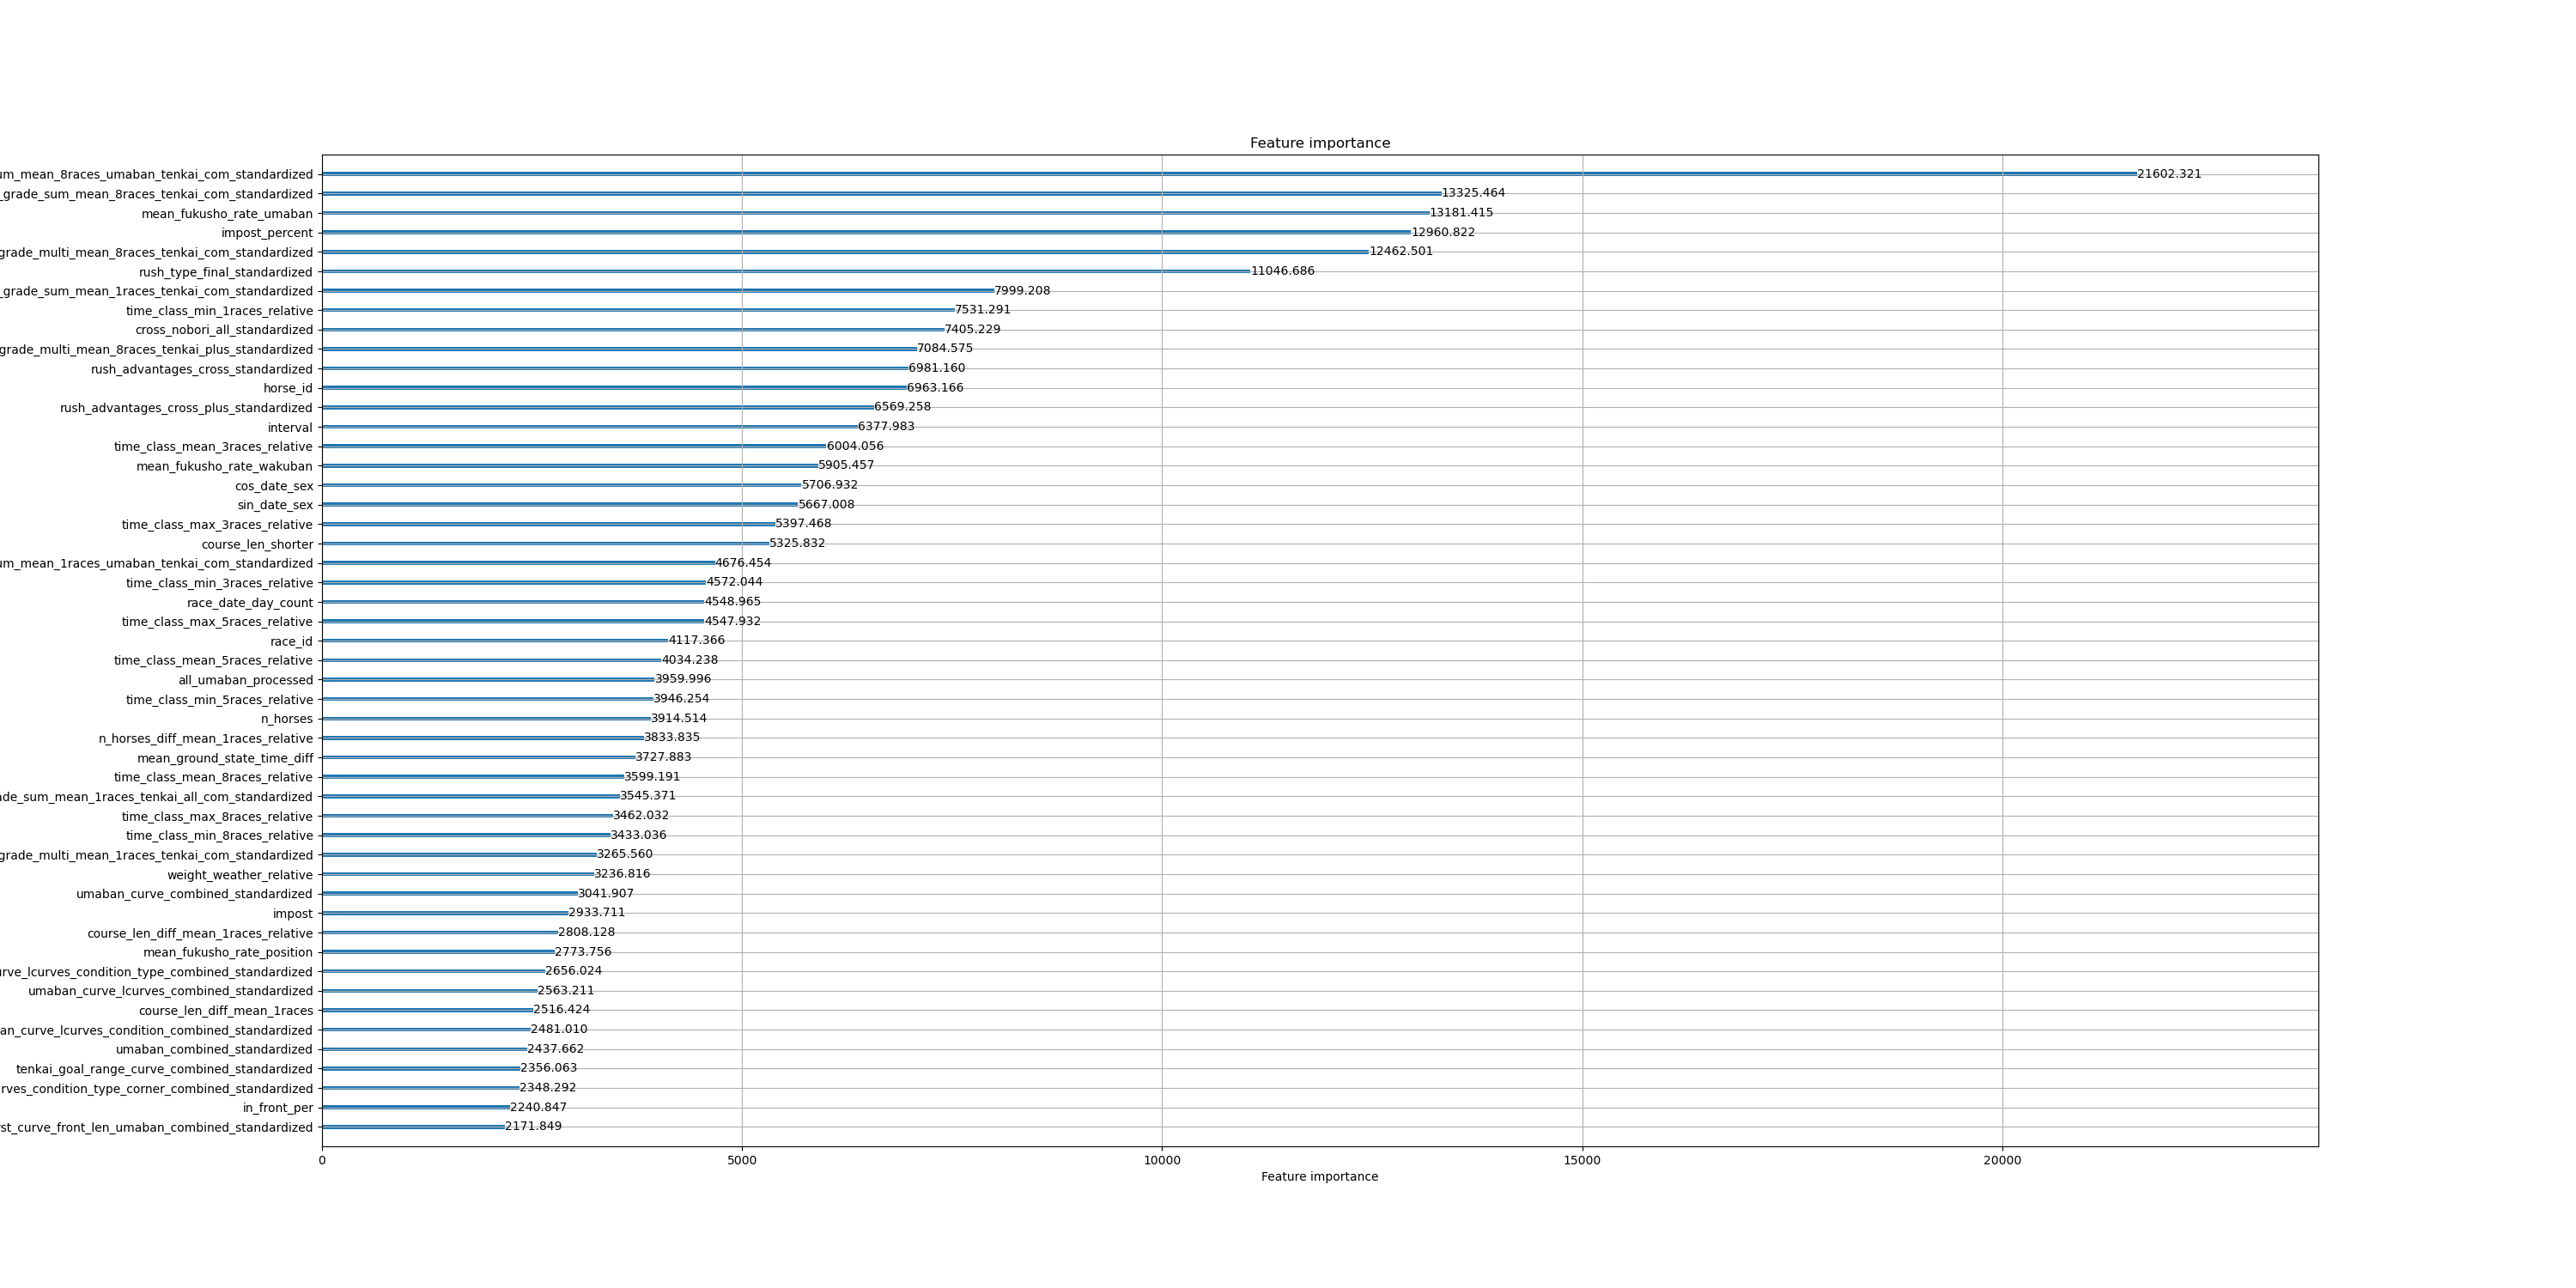 Feature importance
um_mean_8races_umaban_tenkai_com_standardized 21602.321
_grade_sum_mean_8races_tenkai_com_standardized 13325.464
mean_fukusho_rate_umaban 13181.415
impost_percent 12960.822
grade_multi_mean_8races_tenkai_com_standardized 12462.501
rush_type_final_standardized 11046.686
_grade_sum_mean_1races_tenkai_com_standardized 7999.208
time_class_min_1races_relative 7531.291
cross_nobori_all_standardized 7405.229
grade_multi_mean_8races_tenkai_plus_standardized 7084.575
rush_advantages_cross_standardized 6981.160
horse_id 6963.166
rush_advantages_cross_plus_standardized 6569.258
interval 6377.983
time_class_mean_3races_relative 6004.056
mean_fukusho_rate_wakuban 5905.457
cos_date_sex 5706.932
sin_date_sex 5667.008
time_class_max_3races_relative 5397.468
course_len_shorter 5325.832
um_mean_1races_umaban_tenkai_com_standardized 4676.454
time_class_min_3races_relative 4572.044
race_date_day_count 4548.965
time_class_max_5races_relative 4547.932
race_id 4117.366
time_class_mean_5races_relative 4034.238
all_umaban_processed 3959.996
time_class_min_5races_relative 3946.254
n_horses 3914.514
n_horses_diff_mean_1races_relative 3833.835
mean_ground_state_time_diff 3727.883
time_class_mean_8races_relative 3599.191
ade_sum_mean_1races_tenkai_all_com_standardized 3545.371
time_class_max_8races_relative 3462.032
time_class_min_8races_relative 3433.036
grade_multi_mean_1races_tenkai_com_standardized 3265.560
weight_weather_relative 3236.816
umaban_curve_combined_standardized 3041.907
impost 2933.711
course_len_diff_mean_1races_relative 2808.128
mean_fukusho_rate_position 2773.756
urve_lcurves_condition_type_combined_standardized 2656.024
umaban_curve_lcurves_combined_standardized 2563.211
course_len_diff_mean_1races 2516.424
an_curve_lcurves_condition_combined_standardized 2481.010
umaban_combined_standardized 2437.662
tenkai_goal_range_curve_combined_standardized 2356.063
rves_condition_type_corner_combined_standardized 2348.292
in_front_per 2240.847
st_curve_front_len_umaban_combined_standardized 2171.849
0 5000 10000 15000 20000
Feature importance